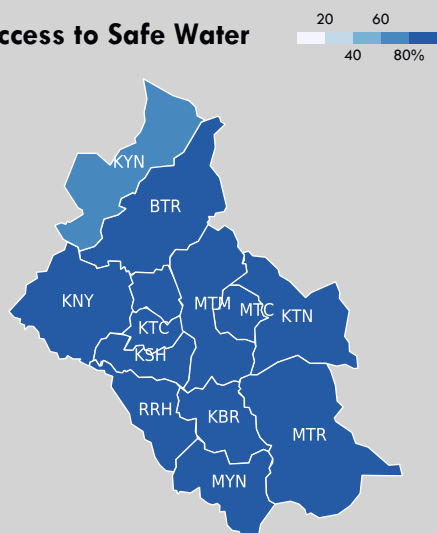 ccess to Safe Water
20 60
40 80%
KYN
BTR
KNY
MTM
MTC
KTN
KTC
KSH
RRH
KBR
MTR
MYN